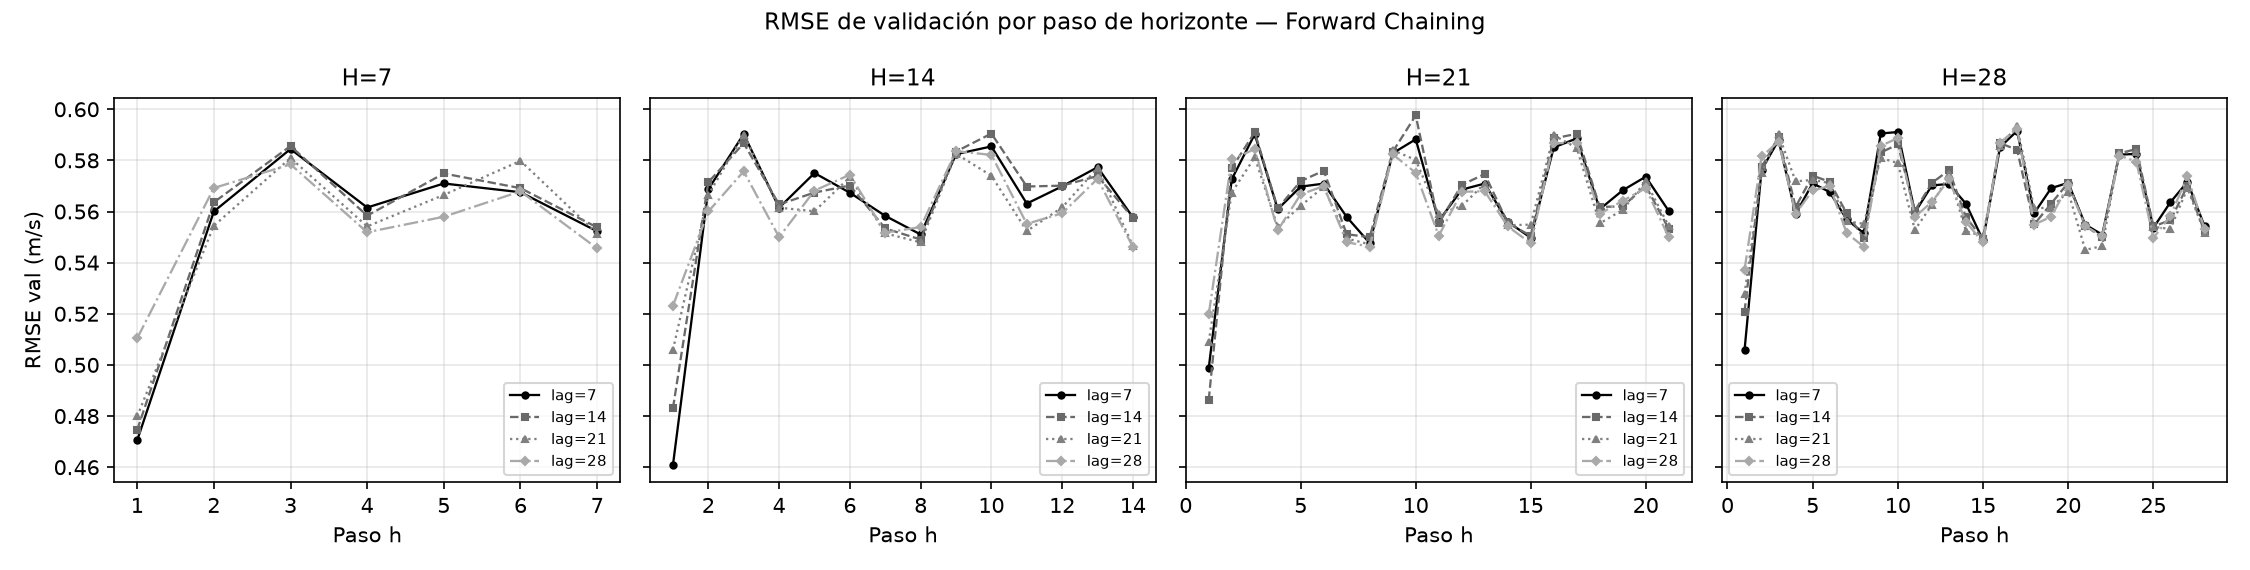 RMSE de validación por paso de horizonte — Forward Chaining
H=7
H=14
H=21
H=28
RMSE val (m/s)
0.60
0.58
0.56
0.54
0.52
0.50
0.48
0.46
lag=7
lag=14
lag=21
lag=28
1 2 3 4 5 6 7
Paso h
lag=7
lag=14
lag=21
lag=28
2 4 6 8 10 12 14
Paso h
lag=7
lag=14
lag=21
lag=28
0 5 10 15 20
Paso h
lag=7
lag=14
lag=21
lag=28
0 5 10 15 20 25
Paso h